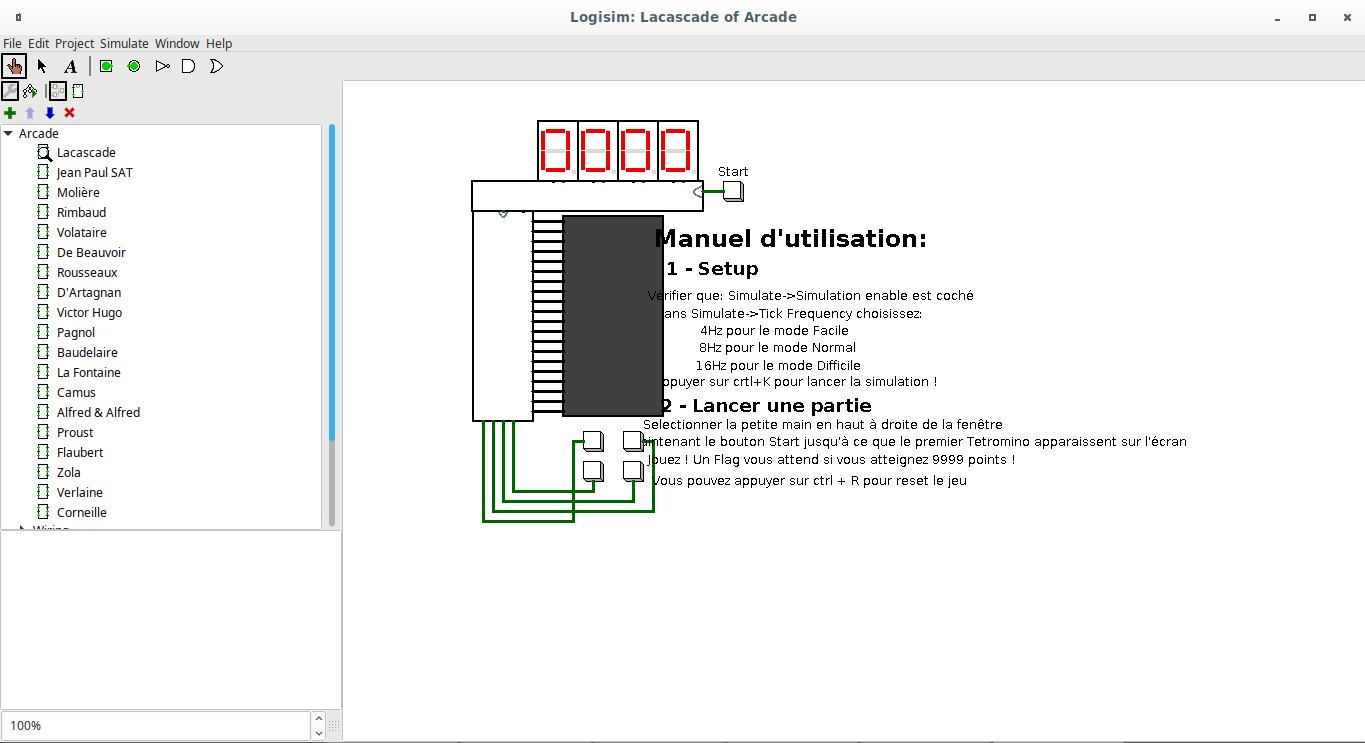 Logisim: Lacascade of Arcade
File Edit Project Simulate Window Help
A
Arcade
Lacascade
Jean Paul SAT
Molière
Rimbaud
Volataire
De Beauvoir
Rousseaux
D'Artagnan
Victor Hugo
Pagnol
Baudelaire
La Fontaine
Camus
Alfred & Alfred
Proust
Flaubert
Zola
Verlaine
Corneille
Wiring
100%
0000
Start
Manuel d'utilisation:
1 - Setup
Vérifier que: Simulate->Simulation enable est coché
ans Simulate->Tick Frequency choisissez:
4Hz pour le mode Facile
8Hz pour le mode Normal
16Hz pour le mode Difficile
ppuyer sur crtl+K pour lancer la simulation !
2 - Lancer une partie
Selectionner la petite main en haut à droite de la fenêtre
intenant le bouton Start jusqu'à ce que le premier Tetromino apparaissent sur l'écran
Jouez ! Un Flag vous attend si vous atteignez 9999 points !
Vous pouvez appuyer sur ctrl + R pour reset le jeu